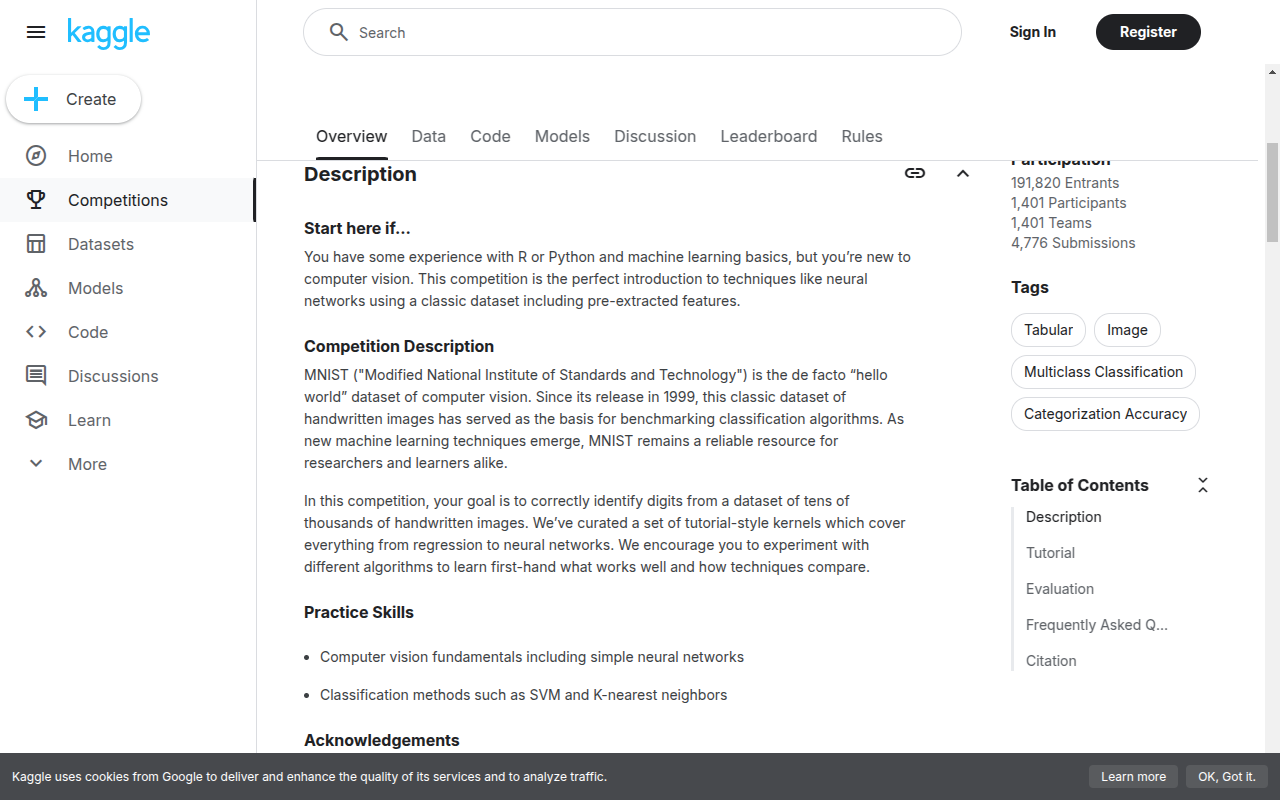 kaggle
Search
Sign In
Register
Create
Home
Competitions
Datasets
Models
Code
Discussions
Learn
More
Overview
Data
Code
Models
Discussion
Leaderboard
Rules
Description
Start here if...
You have some experience with R or Python and machine learning basics, but you’re new to
computer vision. This competition is the perfect introduction to techniques like neural
networks using a classic dataset including pre-extracted features.
Competition Description
MNIST ("Modified National Institute of Standards and Technology") is the de facto “hello
world” dataset of computer vision. Since its release in 1999, this classic dataset of
handwritten images has served as the basis for benchmarking classification algorithms. As
new machine learning techniques emerge, MNIST remains a reliable resource for
researchers and learners alike.
In this competition, your goal is to correctly identify digits from a dataset of tens of
thousands of handwritten images. We’ve curated a set of tutorial-style kernels which cover
everything from regression to neural networks. We encourage you to experiment with
different algorithms to learn first-hand what works well and how techniques compare.
Practice Skills
• Computer vision fundamentals including simple neural networks
• Classification methods such as SVM and K-nearest neighbors
Acknowledgements
Participation
191,820 Entrants
1,401 Participants
1,401 Teams
4,776 Submissions
Tags
Tabular
Image
Multiclass Classification
Categorization Accuracy
Table of Contents
Description
Tutorial
Evaluation
Frequently Asked Q...
Citation
Kaggle uses cookies from Google to deliver and enhance the quality of its services and to analyze traffic.
Learn more
OK, Got it.